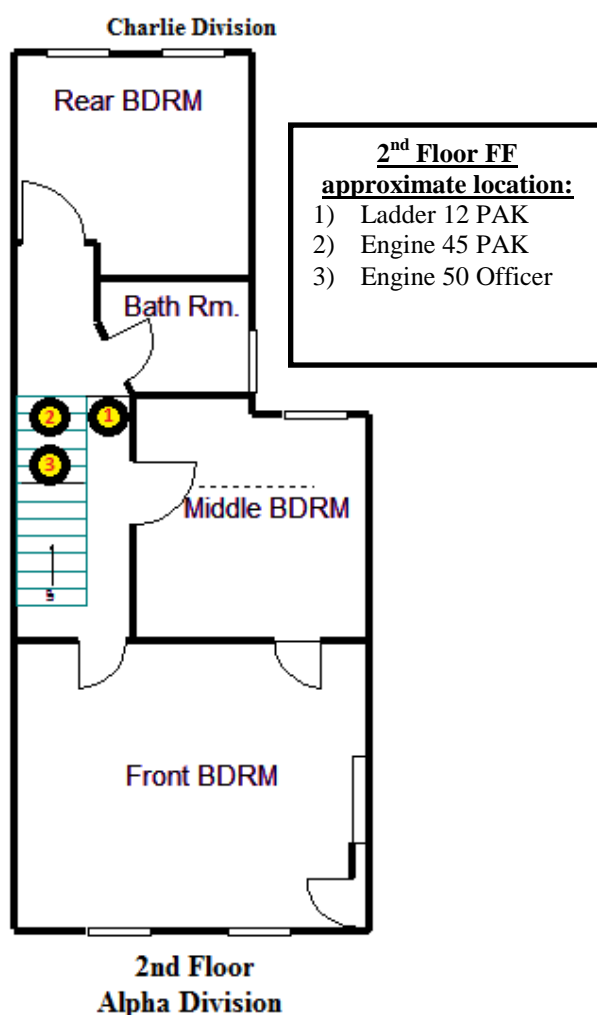 Charlie Division
Rear BDRM
2nd Floor FF
approximate location:
1) Ladder 12 PAK
2) Engine 45 PAK
3) Engine 50 Officer
Bath Rm.
2
1
3
Middle BDRM
Front BDRM
2nd Floor
Alpha Division